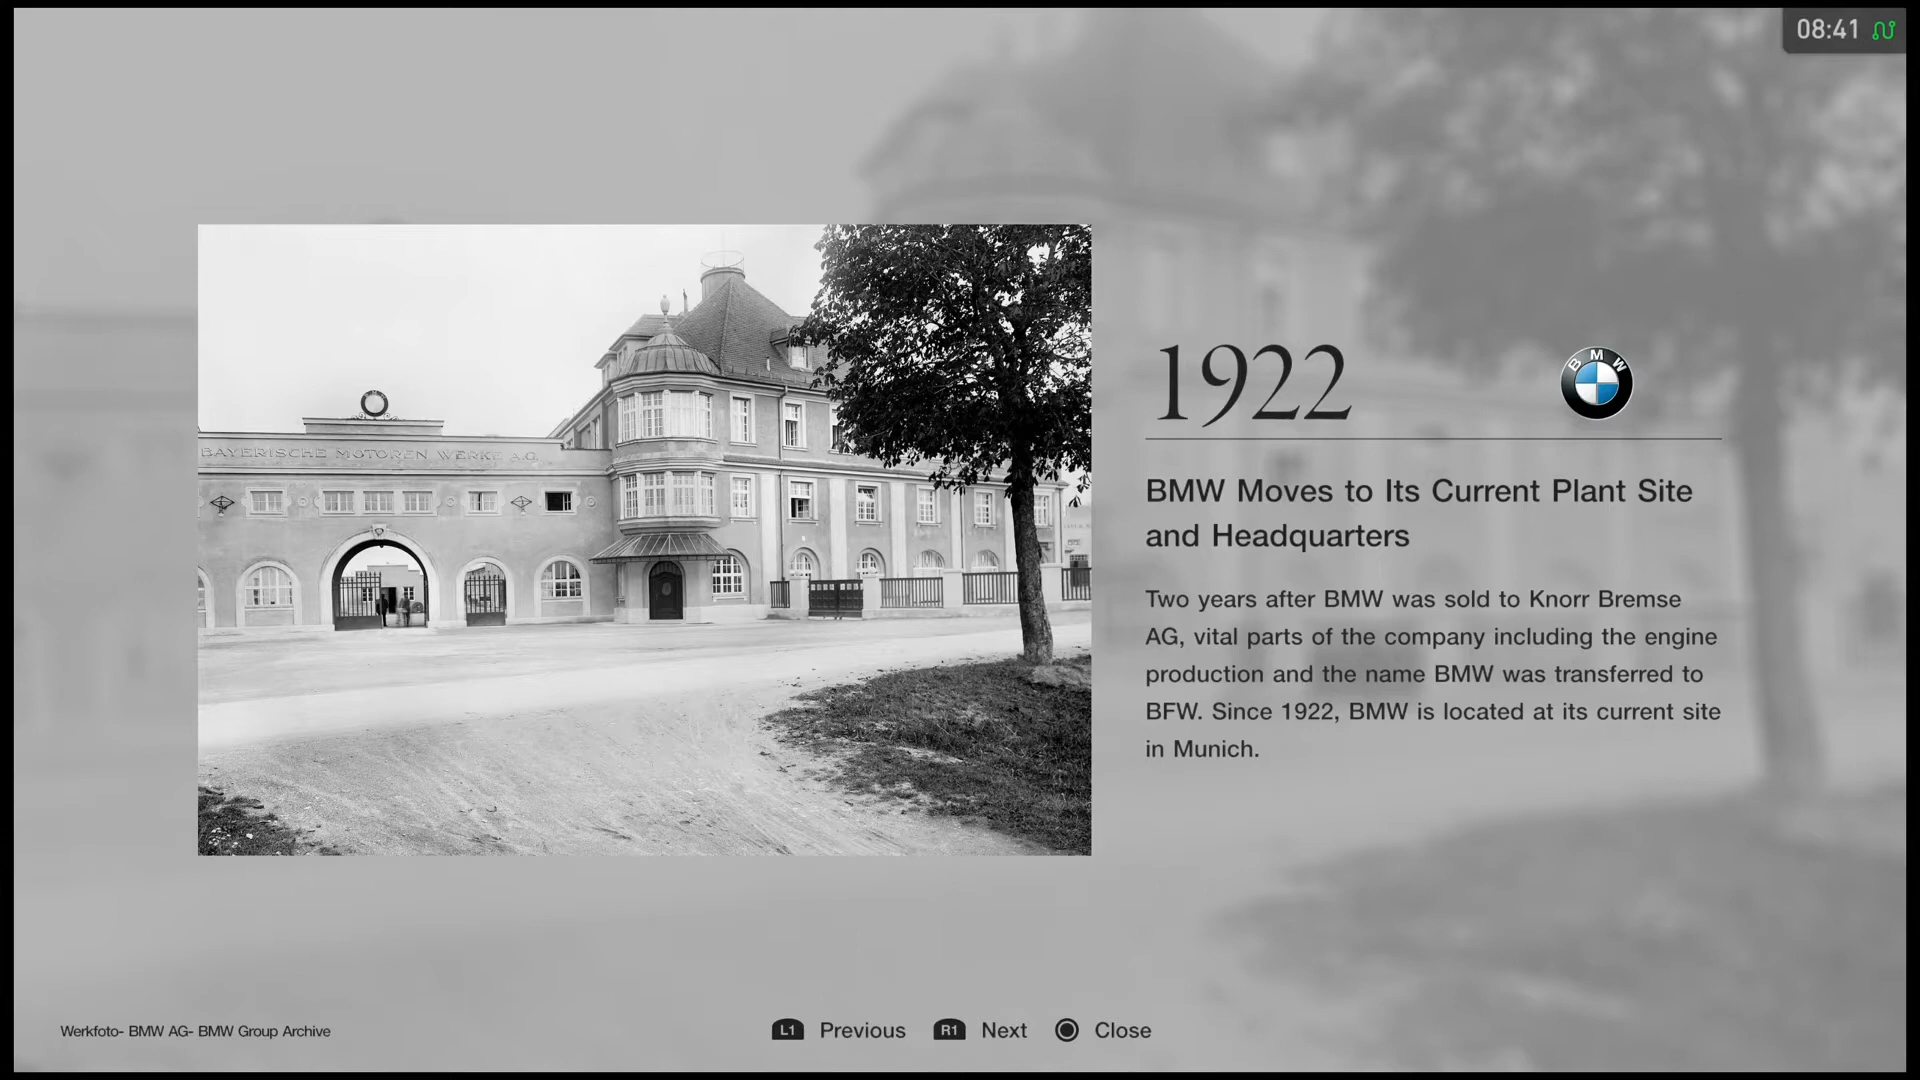 08:41
BAYERISCHE MOTOREN WERKE A.G.
1922
BMW
BMW Moves to Its Current Plant Site
and Headquarters
Two years after BMW was sold to Knorr Bremse
AG, vital parts of the company including the engine
production and the name BMW was transferred to
BFW. Since 1922, BMW is located at its current site
in Munich.
Werkfoto- BMW AG- BMW Group Archive
L1 Previous R1 Next Close